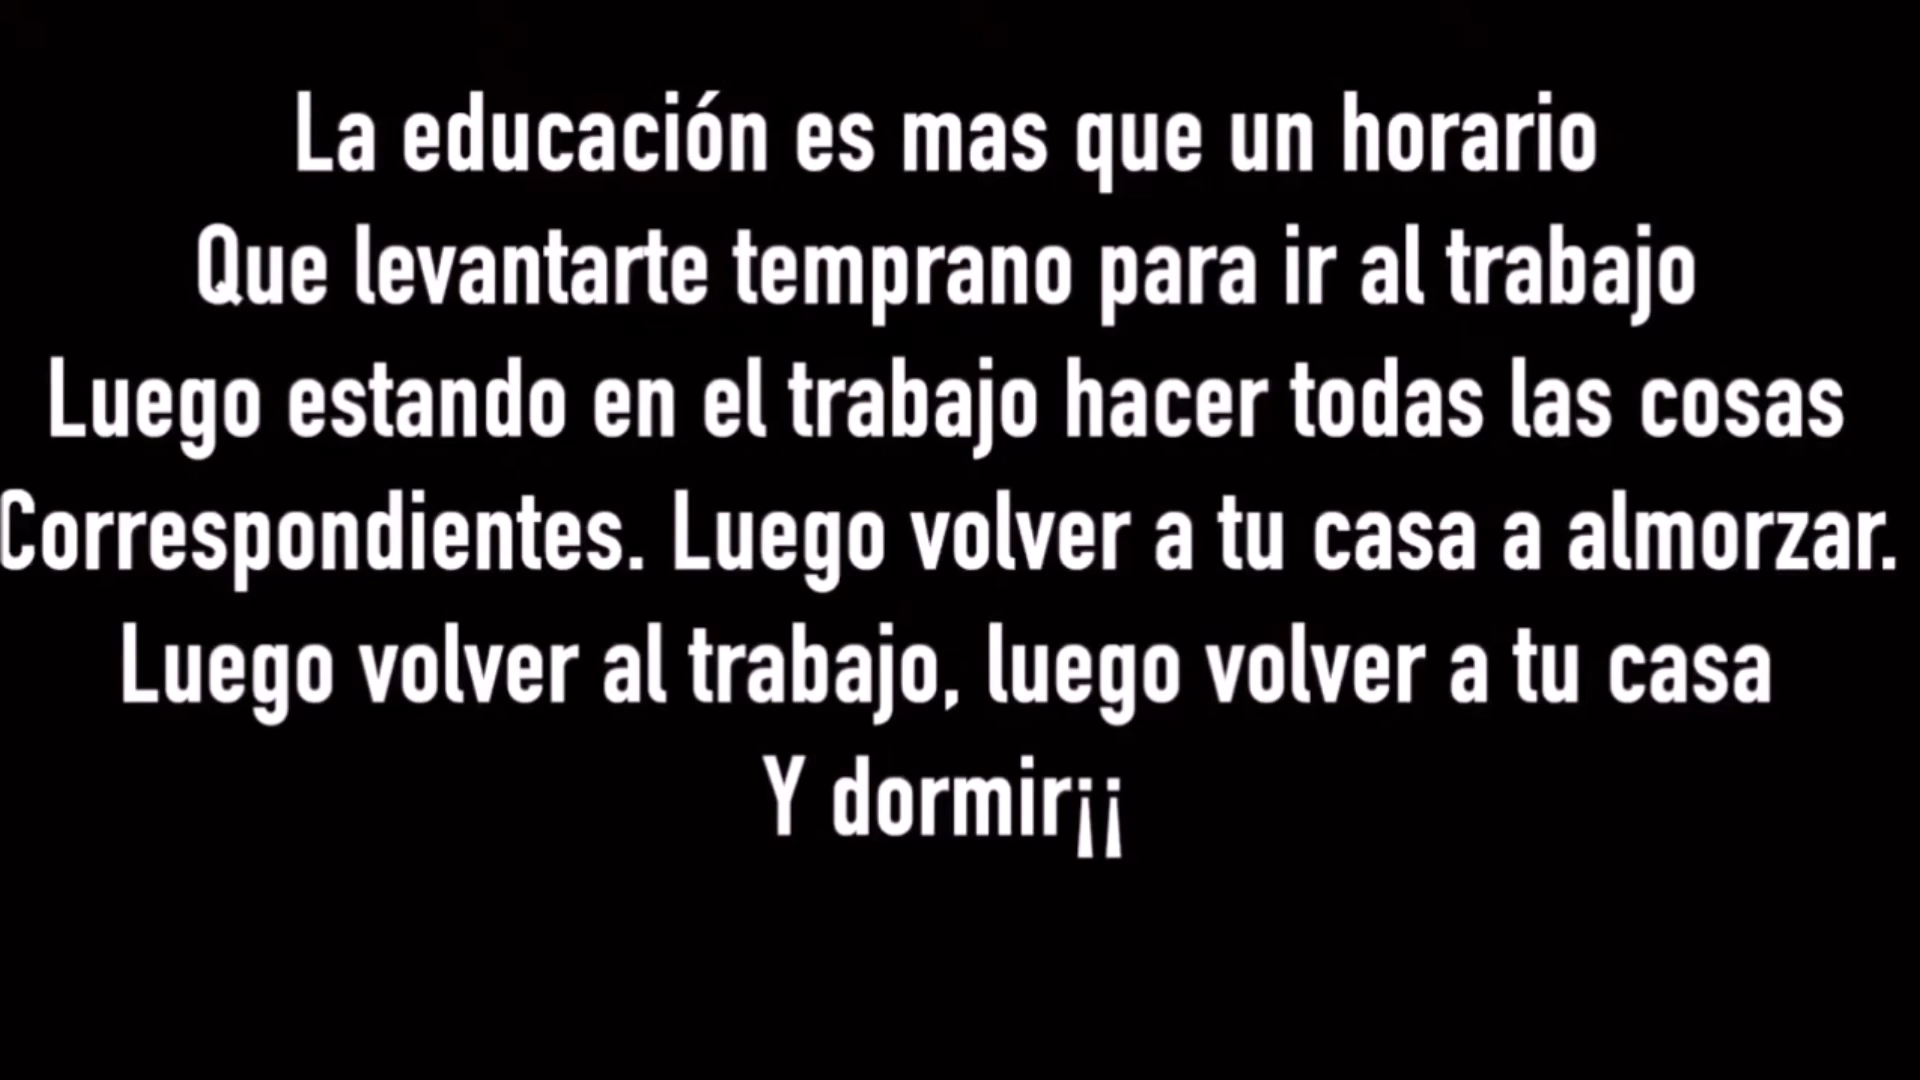 La educación es mas que un horario
Que levantarte temprano para ir al trabajo
Luego estando en el trabajo hacer todas las cosas
Correspondientes. Luego volver a tu casa a almorzar.
Luego volver al trabajo, luego volver a tu casa
Y dormir¡¡